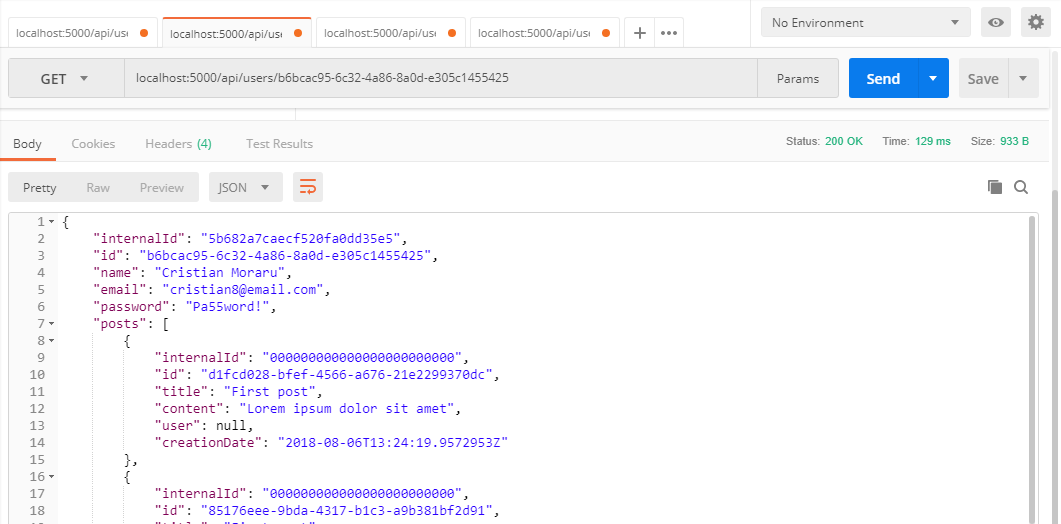 localhost:5000/api/use localhost:5000/api/use localhost:5000/api/use localhost:5000/api/use + ••• No Environment
GET localhost:5000/api/users/b6bcac95-6c32-4a86-8a0d-e305c1455425 Params Send Save
Body Cookies Headers (4) Test Results Status: 200 OK Time: 129 ms Size: 933 B
Pretty Raw Preview JSON
1 {
2 "internalId": "5b682a7caecf520fa0dd35e5",
3 "id": "b6bcac95-6c32-4a86-8a0d-e305c1455425",
4 "name": "Cristian Moraru",
5 "email": "cristian8@email.com",
6 "password": "Pa55word!",
7 "posts": [
8 {
9 "internalId": "000000000000000000000000",
10 "id": "d1fcd028-bfef-4566-a676-21e2299370dc",
11 "title": "First post",
12 "content": "Lorem ipsum dolor sit amet",
13 "user": null,
14 "creationDate": "2018-08-06T13:24:19.9572953Z"
15 },
16 {
17 "internalId": "000000000000000000000000",
18 "id": "85176eee-9bda-4317-b1c3-a9b381bf2d91",